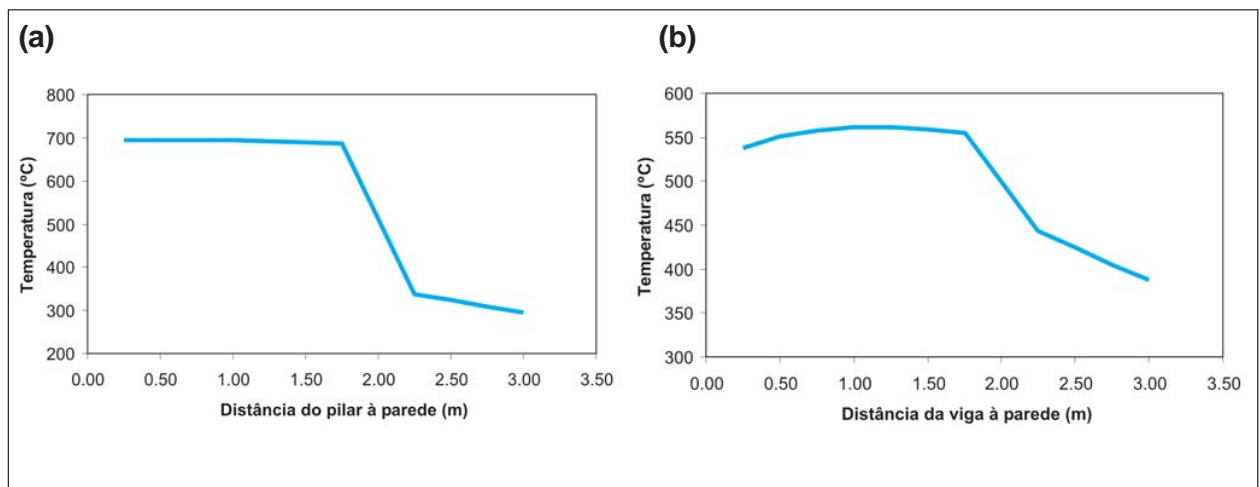 (a)
800
700
600
500
400
300
200
0.00 0.50 1.00 1.50 2.00 2.50 3.00 3.50
Temperatura (ºC)
Distância do pilar à parede (m)
(b)
600
550
500
450
400
350
300
0.00 0.50 1.00 1.50 2.00 2.50 3.00 3.50
Temperatura (ºC)
Distância da viga à parede (m)